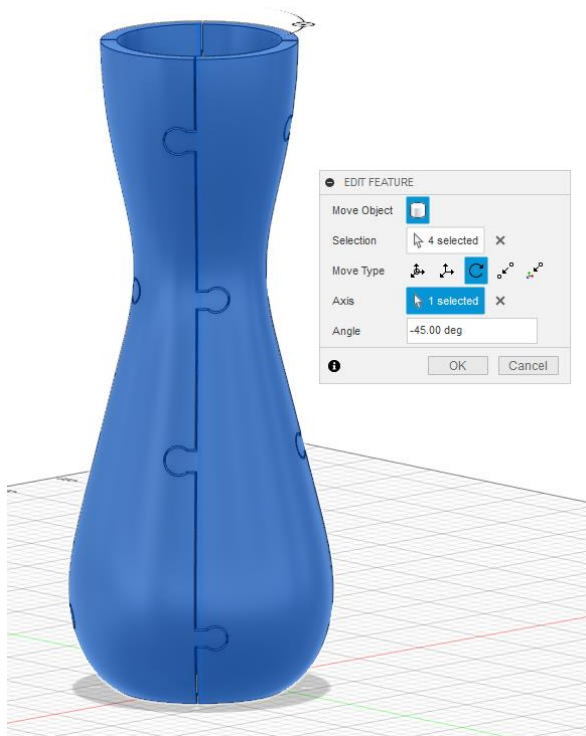 EDIT FEATURE
Move Object
Selection 4 selected
Move Type
Axis 1 selected
Angle -45.00 deg
OK Cancel